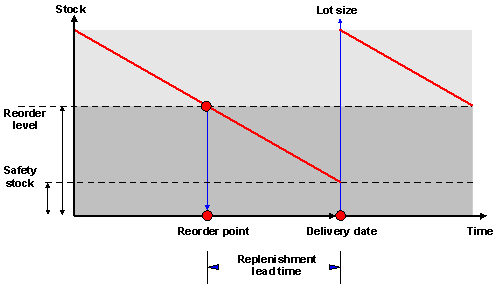 Stock
Lot size
Reorder
level
Safety
stock
Reorder point
Delivery date
Time
Replenishment
lead time